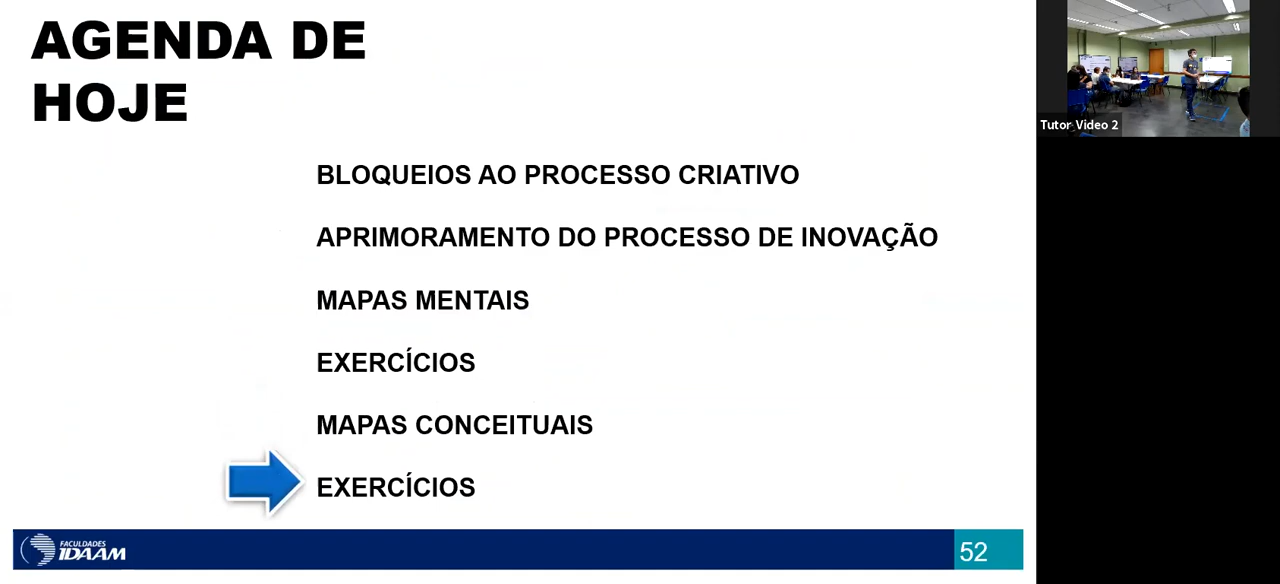 AGENDA DE
HOJE
BLOQUEIOS AO PROCESSO CRIATIVO
APRIMORAMENTO DO PROCESSO DE INOVAÇÃO
MAPAS MENTAIS
EXERCÍCIOS
MAPAS CONCEITUAIS
EXERCÍCIOS
FACULDADES
IDAAM
52
Tutor Video 2